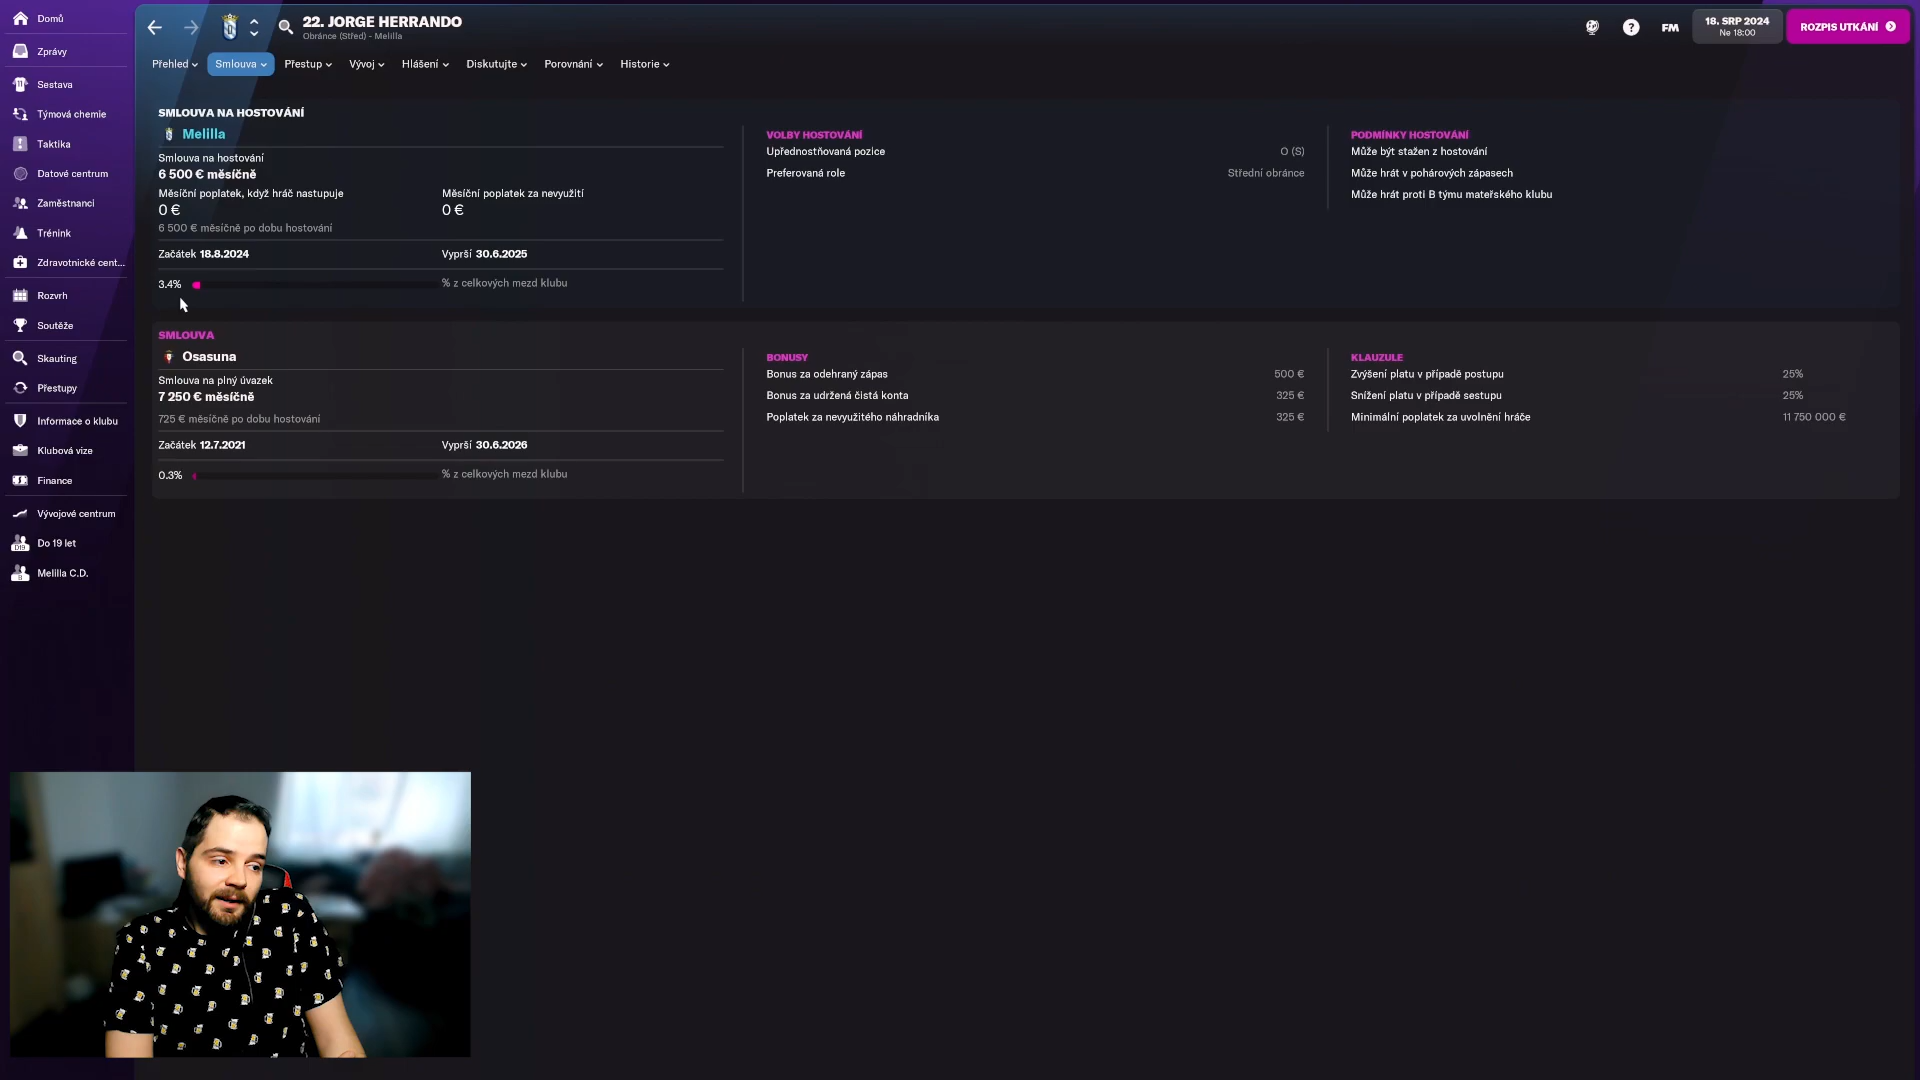 Domů
Zprávy
Sestava
Týmová chemie
Taktika
Datové centrum
Zaměstnanci
Trénink
Zdravotnické cent...
Rozvrh
Soutěže
Skauting
Přestupy
Informace o klubu
Klubová vize
Finance
Vývojové centrum
Do 19 let
Melilla C.D.
22. JORGE HERRANDO
Obránce (Střed) - Melilla
FM
18. SRP 2024
Ne 18:00
ROZPIS UTKÁNÍ
Přehled
Smlouva
Přestup
Vývoj
Hlášení
Diskutujte
Porovnání
Historie
SMLOUVA NA HOSTOVÁNÍ
Melilla
Smlouva na hostování
6 500 € měsíčně
Měsíční poplatek, když hráč nastupuje
Měsíční poplatek za nevyužití
0 €
0 €
6 500 € měsíčně po dobu hostování
Začátek 18.8.2024
Vyprší 30.6.2025
3.4%
% z celkových mezd klubu
VOLBY HOSTOVÁNÍ
Upřednostňovaná pozice
O (S)
Preferovaná role
Střední obránce
PODMÍNKY HOSTOVÁNÍ
Může být stažen z hostování
Může hrát v pohárových zápasech
Může hrát proti B týmu mateřského klubu
SMLOUVA
Osasuna
Smlouva na plný úvazek
7 250 € měsíčně
725 € měsíčně po dobu hostování
Začátek 12.7.2021
Vyprší 30.6.2026
0.3%
% z celkových mezd klubu
BONUSY
Bonus za odehraný zápas
500 €
Bonus za udržená čistá konta
325 €
Poplatek za nevyužitého náhradníka
325 €
KLAUZULE
Zvýšení platu v případě postupu
25%
Snížení platu v případě sestupu
25%
Minimální poplatek za uvolnění hráče
11 750 000 €